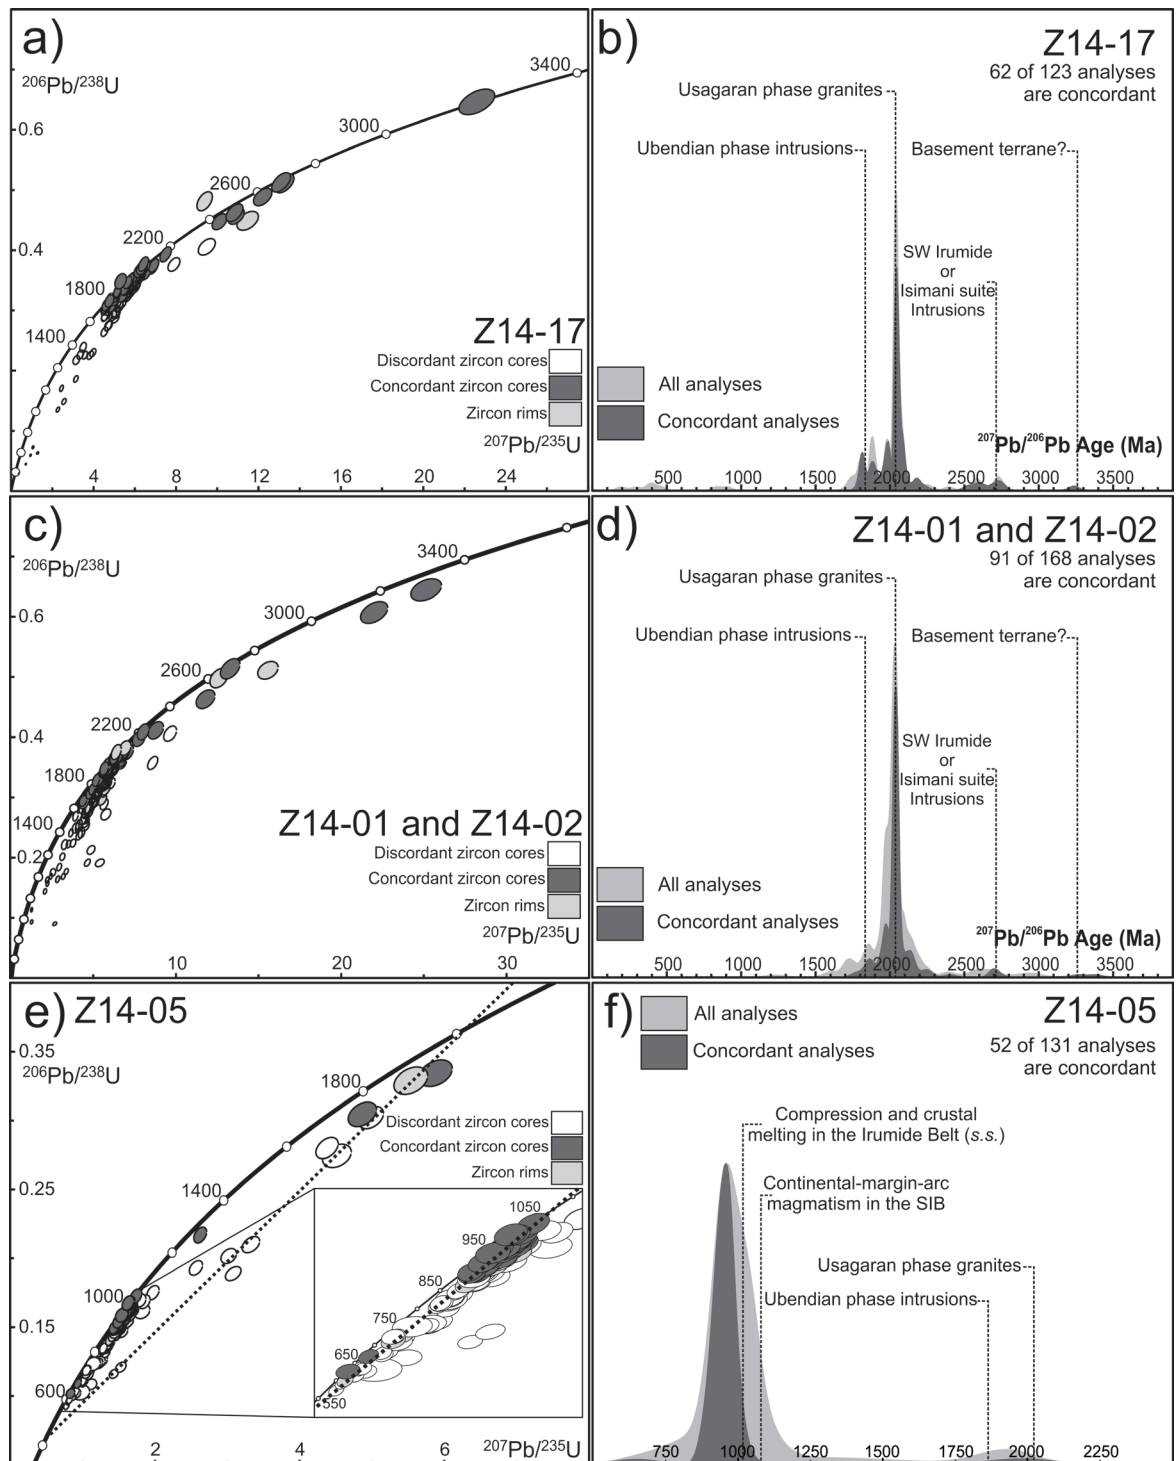 a)
206Pb/238U
3400
3000
2600
2200
1800
1400
0.6
0.4
Z14-17
Discordant zircon cores
Concordant zircon cores
Zircon rims
207Pb/235U
4 8 12 16 20 24
b)
Z14-17
62 of 123 analyses
are concordant
Usagaran phase granites
Ubendian phase intrusions
Basement terrane?
SW Irumide
or
Isimani suite
Intrusions
All analyses
Concordant analyses
207Pb/206Pb Age (Ma)
500 1000 1500 2000 2500 3000 3500
c)
206Pb/238U
3400
3000
2600
2200
1800
1400
0.6
0.4
0.2
Z14-01 and Z14-02
Discordant zircon cores
Concordant zircon cores
Zircon rims
207Pb/235U
10 20 30
d)
Z14-01 and Z14-02
91 of 168 analyses
are concordant
Usagaran phase granites
Ubendian phase intrusions
Basement terrane?
SW Irumide
or
Isimani suite
Intrusions
All analyses
Concordant analyses
207Pb/206Pb Age (Ma)
500 1000 1500 2000 2500 3000 3500
e) Z14-05
0.35
206Pb/238U
1800
1400
1000
600
0.25
0.15
Discordant zircon cores
Concordant zircon cores
Zircon rims
1050
950
850
750
650
550
207Pb/235U
2 4 6
f)
All analyses
Concordant analyses
Z14-05
52 of 131 analyses
are concordant
Compression and crustal
melting in the Irumide Belt (s.s.)
Continental-margin-arc
magmatism in the SIB
Usagaran phase granites
Ubendian phase intrusions
750 1000 1250 1500 1750 2000 2250